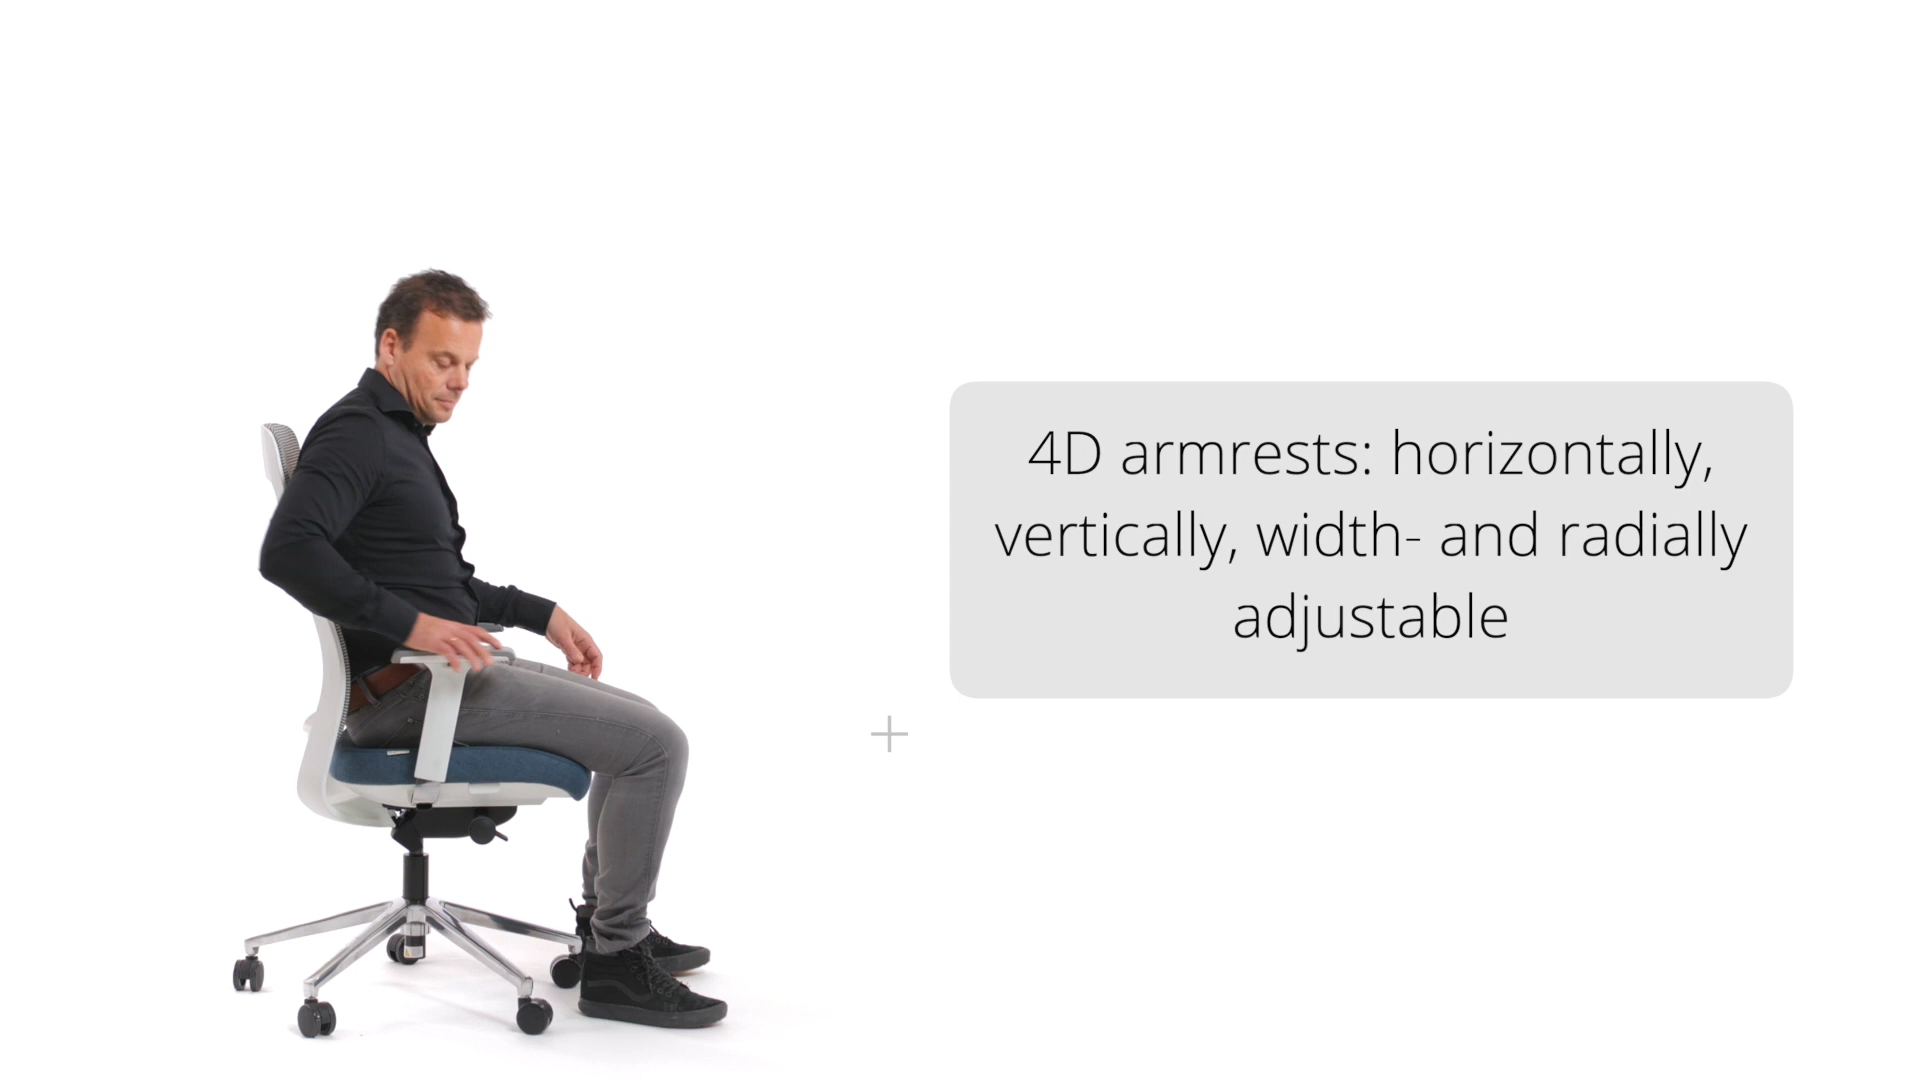 4D armrests: horizontally,
vertically, width- and radially
adjustable